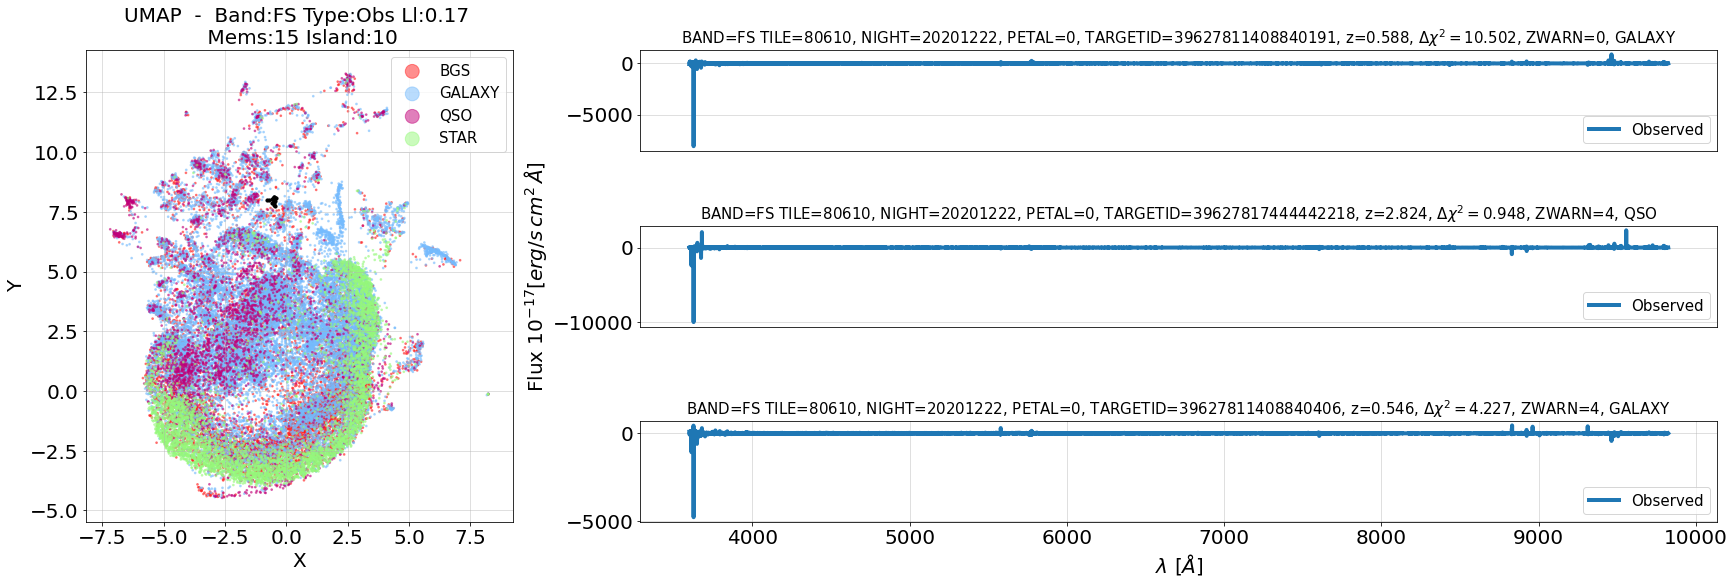 UMAP - Band:FS Type:Obs Ll:0.17
Mems:15 Island:10
BGS
GALAXY
QSO
STAR
12.5
10.0
7.5
5.0
2.5
0.0
−2.5
−5.0
Y
−7.5 −5.0 −2.5 0.0 2.5 5.0 7.5
X
Flux 10⁻¹⁷[erg/s cm² Å]
BAND=FS TILE=80610, NIGHT=20201222, PETAL=0, TARGETID=39627811408840191, z=0.588, Δχ² = 10.502, ZWARN=0, GALAXY
0
−5000
Observed
BAND=FS TILE=80610, NIGHT=20201222, PETAL=0, TARGETID=39627817444442218, z=2.824, Δχ² = 0.948, ZWARN=4, QSO
0
−10000
Observed
BAND=FS TILE=80610, NIGHT=20201222, PETAL=0, TARGETID=39627811408840406, z=0.546, Δχ² = 4.227, ZWARN=4, GALAXY
0
−5000
Observed
4000 5000 6000 7000 8000 9000 10000
λ [Å]